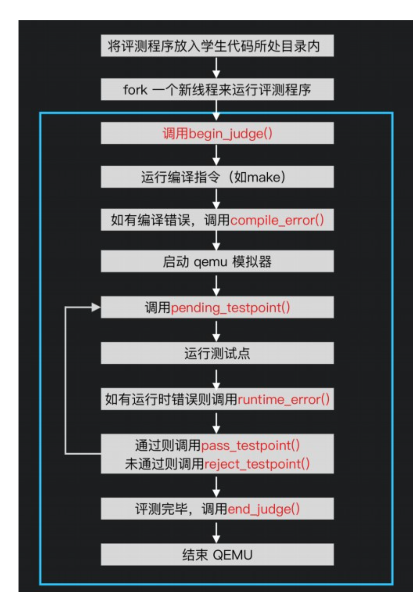 将评测程序放入学生代码所处目录内
fork 一个新线程来运行评测程序
调用begin_judge()
运行编译指令（如make）
如有编译错误，调用compile_error()
启动 qemu 模拟器
调用pending_testpoint()
运行测试点
如有运行时错误则调用runtime_error()
通过则调用pass_testpoint()
未通过则调用reject_testpoint()
评测完毕，调用end_judge()
结束 QEMU